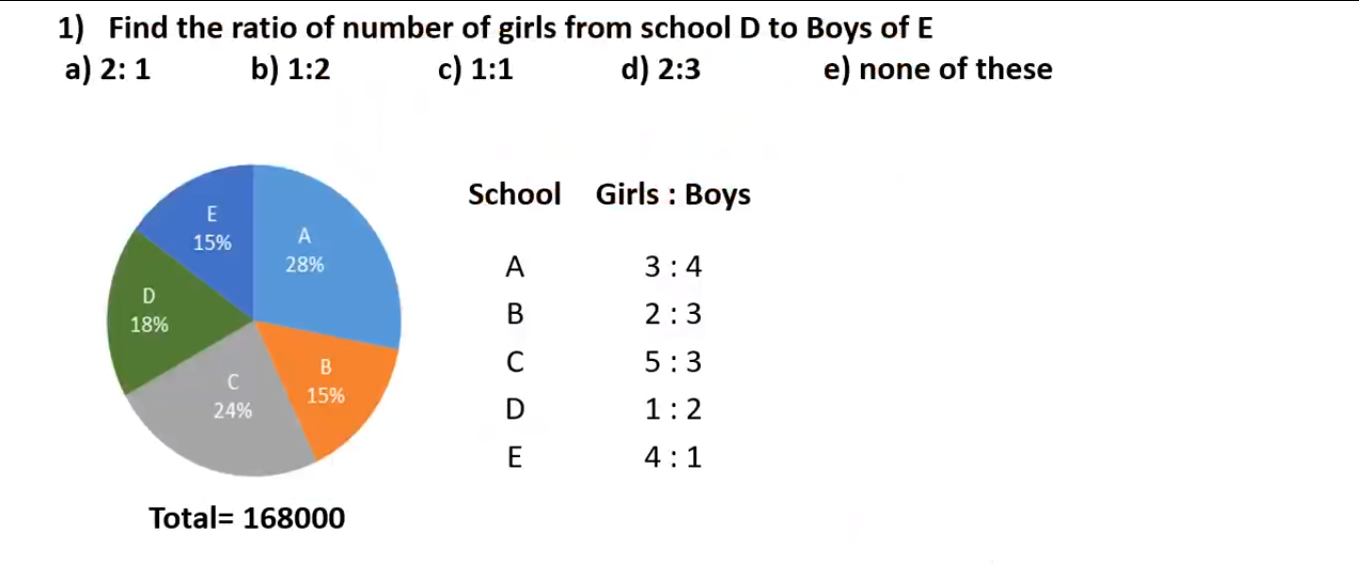 1) Find the ratio of number of girls from school D to Boys of E
a) 2: 1 b) 1:2 c) 1:1 d) 2:3 e) none of these
E
15%
A
28%
D
18%
C
24%
B
15%
Total= 168000
School Girls : Boys
A 3 : 4
B 2 : 3
C 5 : 3
D 1 : 2
E 4 : 1